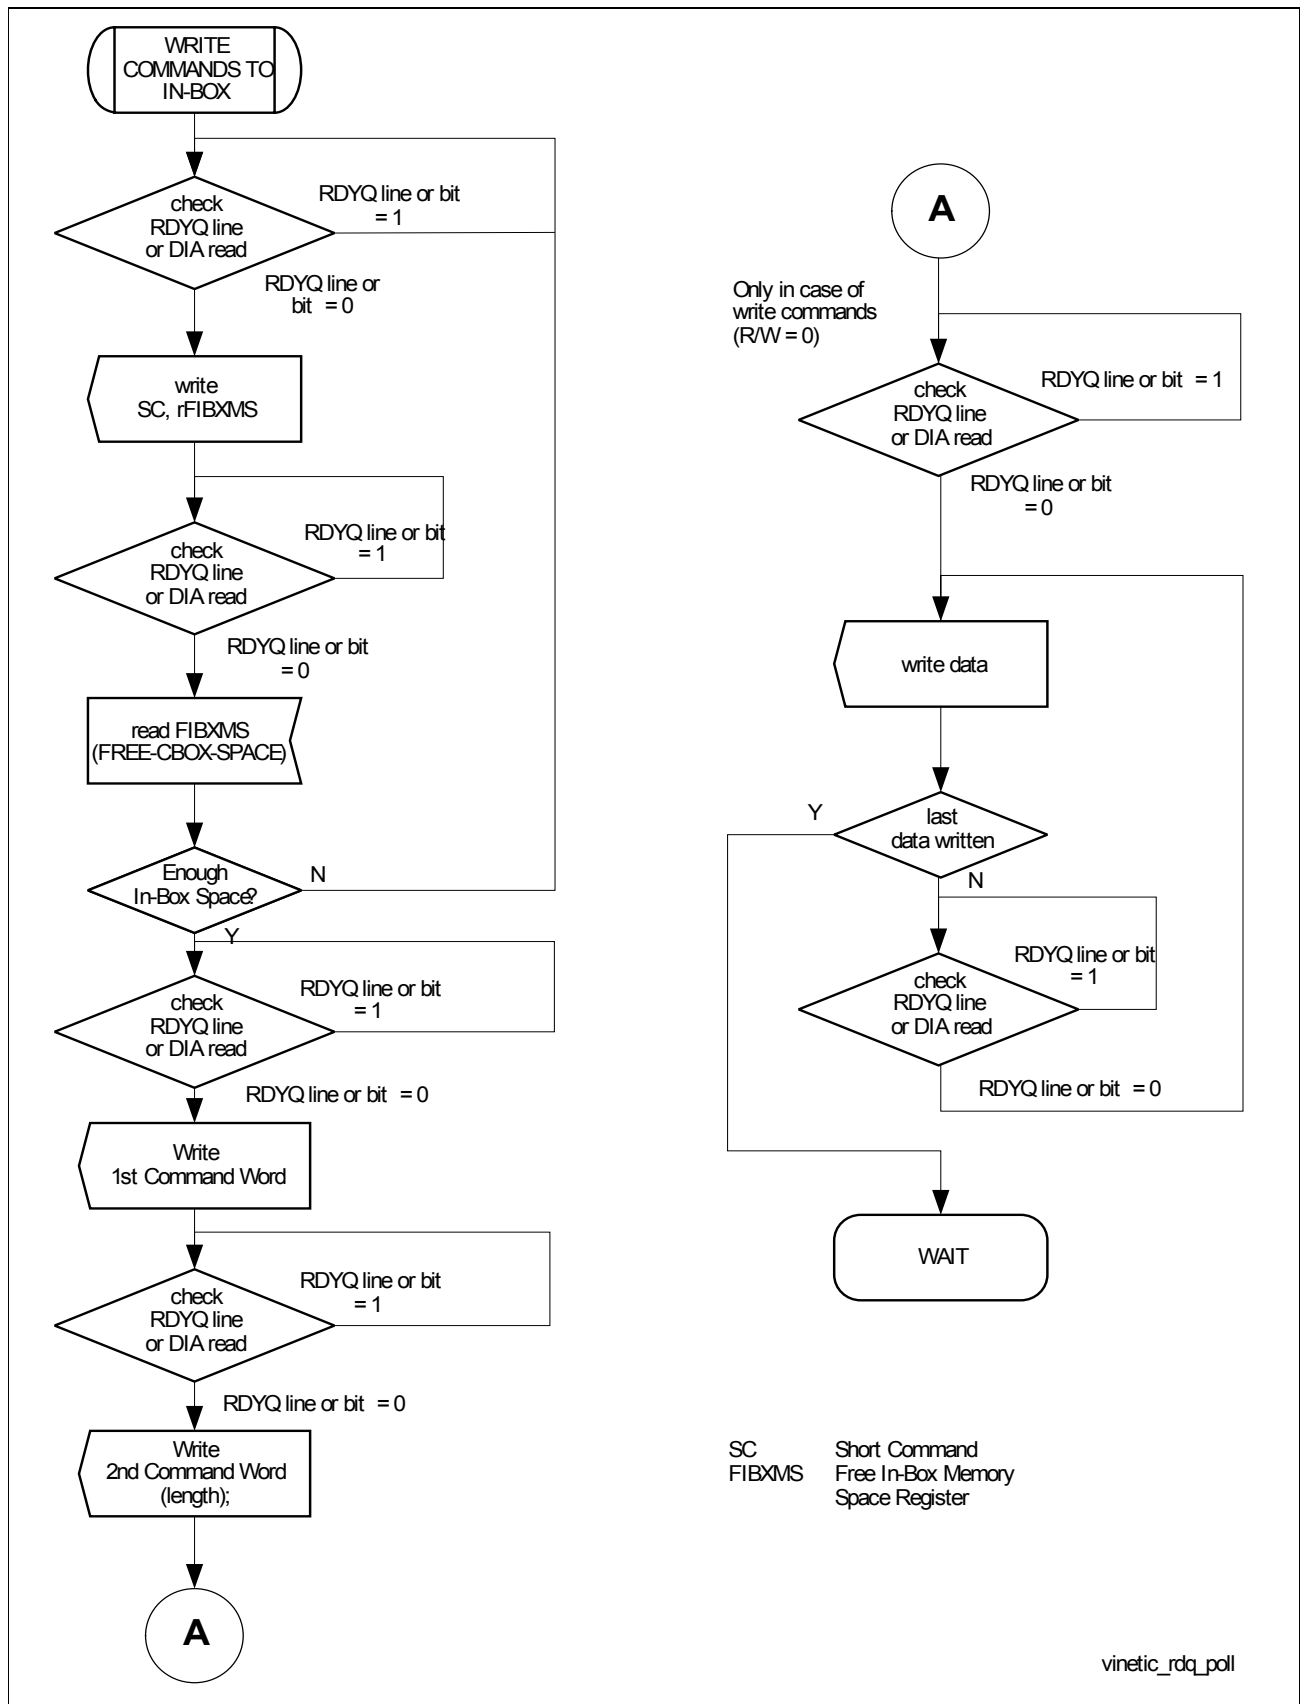 WRITE
COMMANDS TO
IN-BOX
check
RDYQ line
or DIA read
RDYQ line or bit
= 1
RDYQ line or
bit = 0
write
SC, rFIBXMS
check
RDYQ line
or DIA read
RDYQ line or bit
= 1
RDYQ line or bit
= 0
read FIBXMS
(FREE-CBOX-SPACE)
Enough
In-Box Space?
N
Y
check
RDYQ line
or DIA read
RDYQ line or bit
= 1
RDYQ line or bit = 0
Write
1st Command Word
check
RDYQ line
or DIA read
RDYQ line or bit
= 1
RDYQ line or bit = 0
Write
2nd Command Word
(length);
A
A
Only in case of
write commands
(R/W = 0)
check
RDYQ line
or DIA read
RDYQ line or bit = 1
RDYQ line or bit
= 0
write data
last
data written
Y
N
check
RDYQ line
or DIA read
RDYQ line or bit
= 1
RDYQ line or bit = 0
WAIT
SC Short Command
FIBXMS Free In-Box Memory
Space Register
vinetic_rdq_poll